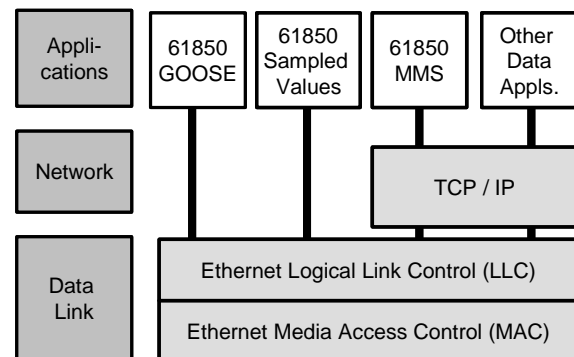 Appli-
cations
61850
GOOSE
61850
Sampled
Values
61850
MMS
Other
Data
Appls.
Network
TCP / IP
Data
Link
Ethernet Logical Link Control (LLC)
Ethernet Media Access Control (MAC)